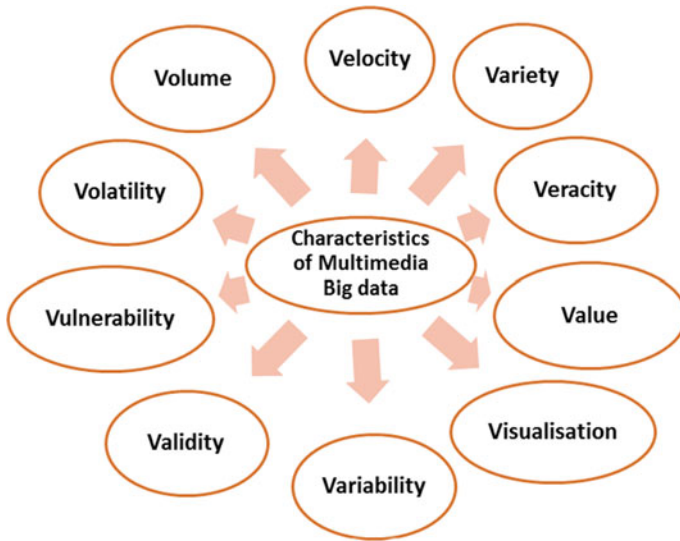 Velocity
Volume
Variety
Volatility
Veracity
Characteristics
of Multimedia
Big data
Vulnerability
Value
Validity
Visualisation
Variability